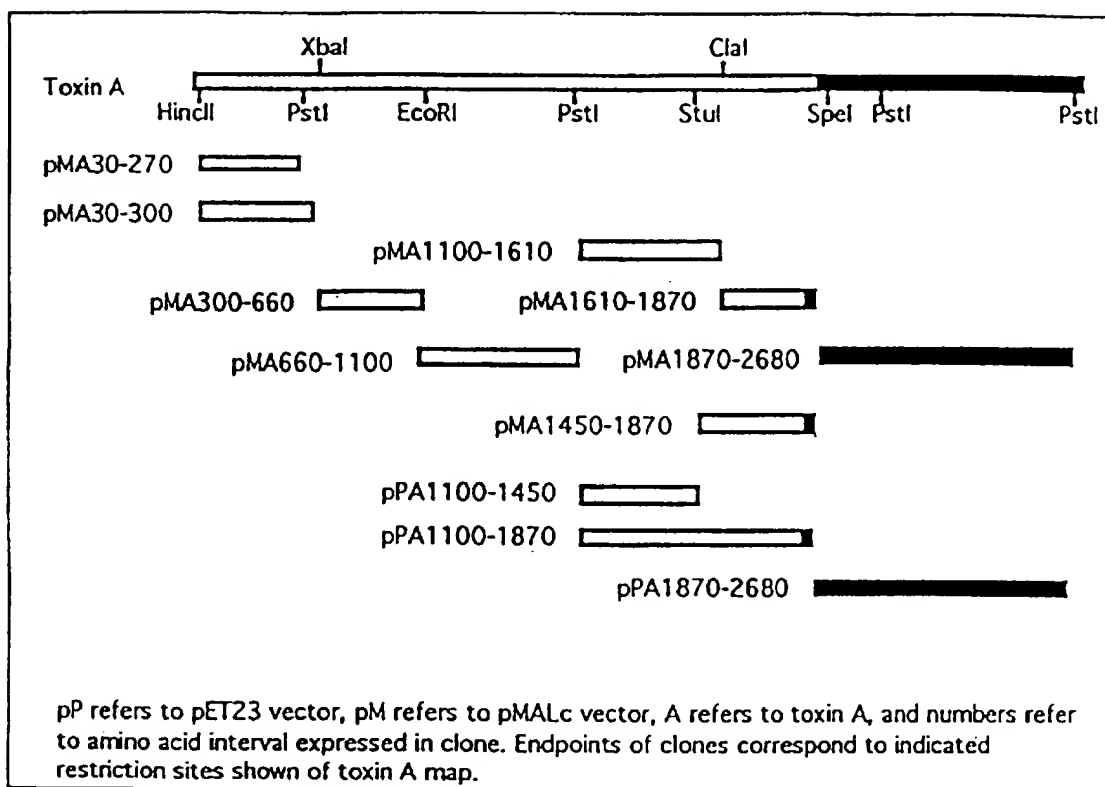 XbaI ClaI
Toxin A
HincII PstI EcoRI PstI StuI SpeI PstI PstI
pMA30-270
pMA30-300
pMA1100-1610
pMA300-660 pMA1610-1870
pMA660-1100 pMA1870-2680
pMA1450-1870
pPA1100-1450
pPA1100-1870
pPA1870-2680
pP refers to pET23 vector, pM refers to pMALc vector, A refers to toxin A, and numbers refer
to amino acid interval expressed in clone. Endpoints of clones correspond to indicated
restriction sites shown of toxin A map.